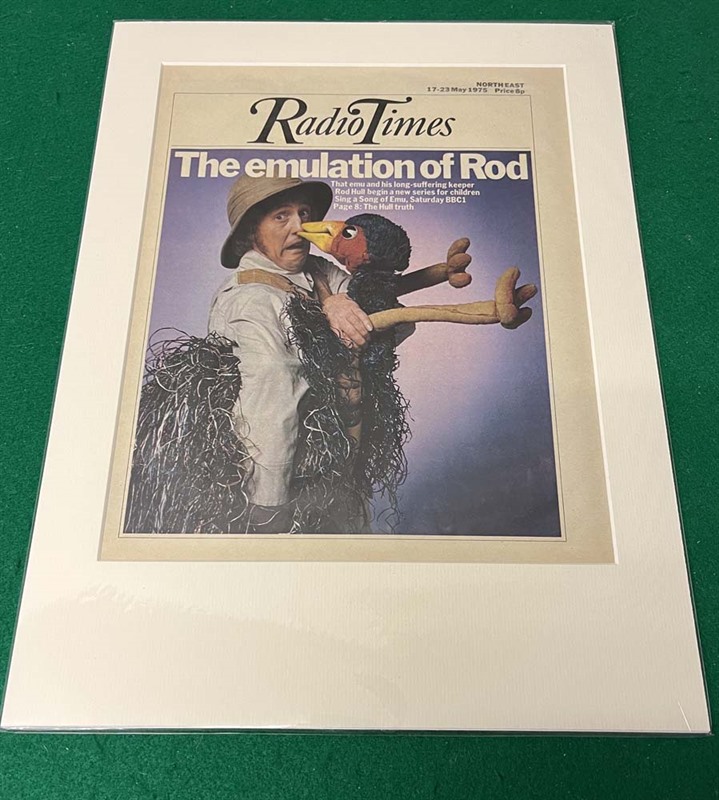 NORTH EAST
17-23 May 1975 Price 8p
Radio Times
The emulation of Rod
That emu and his long-suffering keeper
Rod Hull begin a new series for children
Sing a Song of Emu, Saturday BBC1
Page 8: The Hull truth